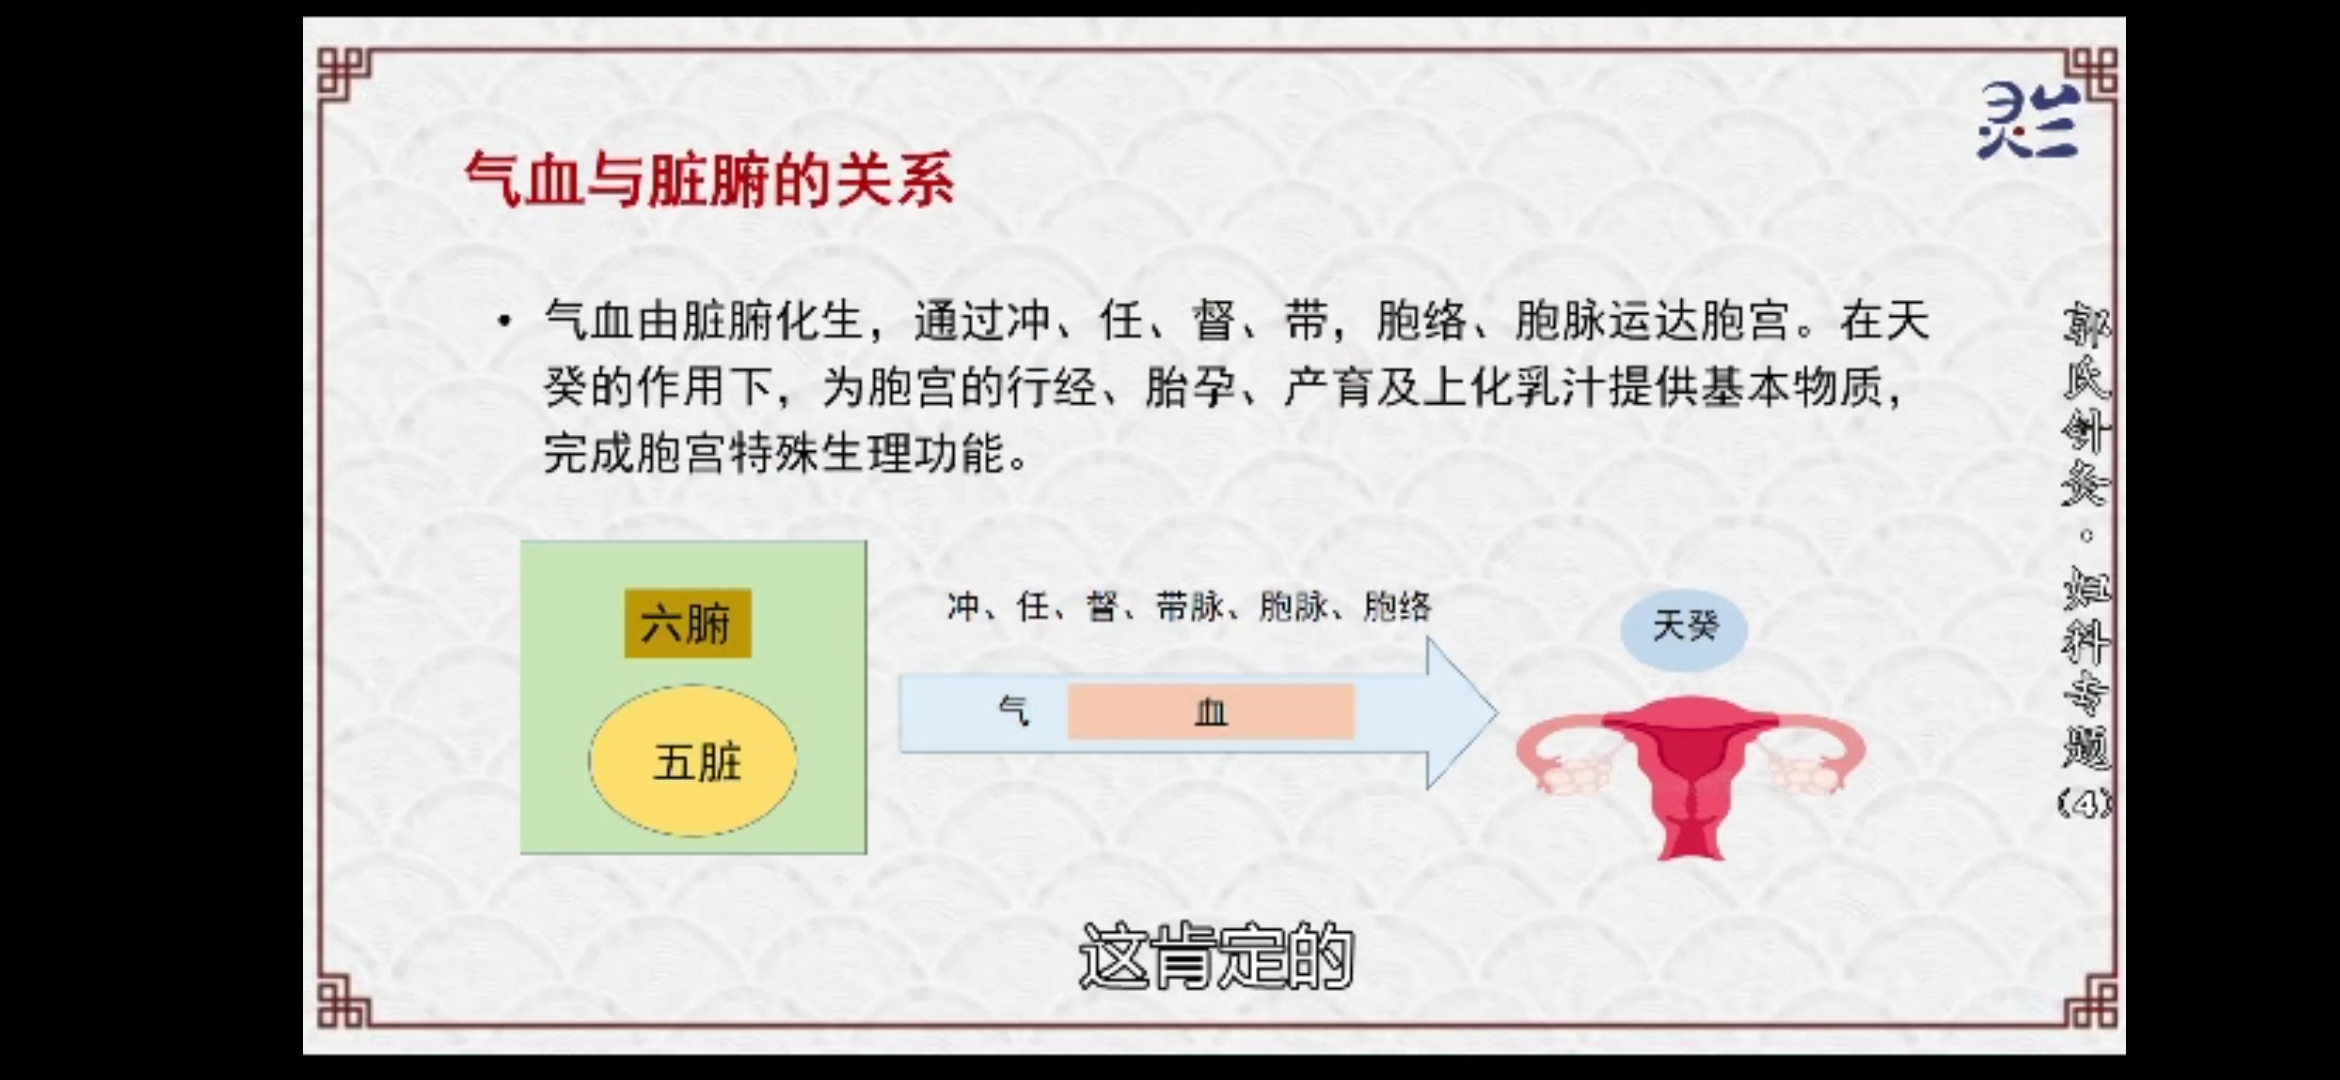 灵兰
气血与脏腑的关系
• 气血由脏腑化生，通过冲、任、督、带，胞络、胞脉运达胞宫。在天
癸的作用下，为胞宫的行经、胎孕、产育及上化乳汁提供基本物质，
完成胞宫特殊生理功能。
六腑
五脏
冲、任、督、带脉、胞脉、胞络
气
血
天癸
郭氏针灸·妇科专题(4)
这肯定的